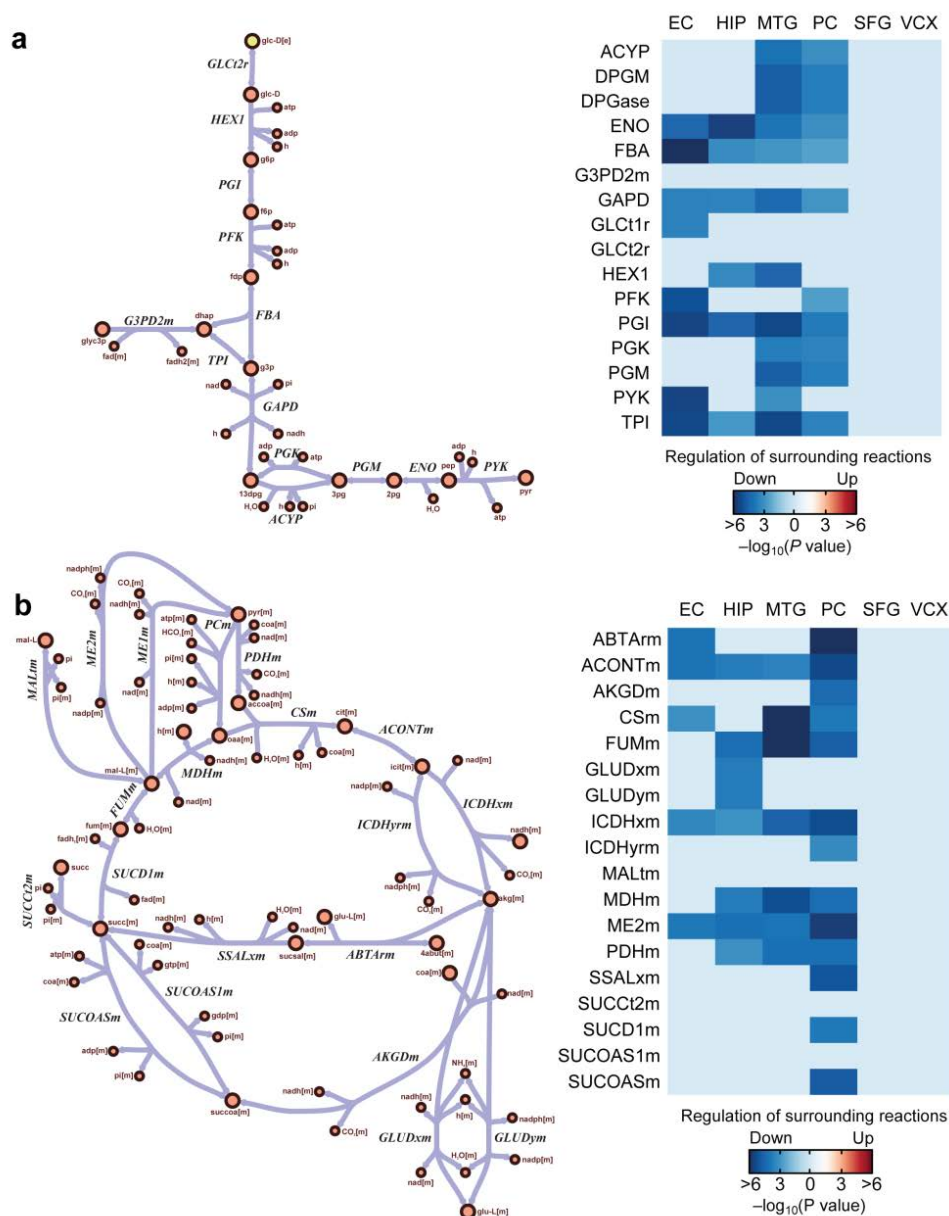 a
glc-D[e]
GLCt2r
glc-D
atp
HEX1
adp
h
g6p
PGI
f6p
atp
PFK
adp
h
fdp
G3PD2m
dhap
FBA
glyc3p
fad[m]
fadh2[m]
TPI
g3p
nad
pi
GAPD
h
nadh
adp
PGK
atp
PGM
ENO
adp
h
pep
PYK
13dpg
3pg
2pg
pyr
H₂O
h
pi
H₂O
atp
ACYP
EC HIP MTG PC SFG VCX
ACYP
DPGM
DPGase
ENO
FBA
G3PD2m
GAPD
GLCt1r
GLCt2r
HEX1
PFK
PGI
PGK
PGM
PYK
TPI
Regulation of surrounding reactions
Down Up
>6 3 0 3 >6
–log₁₀(P value)
b
nadph[m]
CO₂[m]
CO₂[m]
nadh[m]
mal-L
pi
pi[m]
MALtm
ME2m
ME1m
nad[m]
nadp[m]
pyr[m]
atp[m]
HCO₃[m]
PCm
coa[m]
nad[m]
pi[m]
PDHm
CO₂[m]
h[m]
nadh[m]
adp[m]
accoa[m]
CSm
cit[m]
h[m]
oaa[m]
ACONTm
nadh[m]
H₂O[m]
h[m]
coa[m]
MDHm
mal-L[m]
nad[m]
icit[m]
nad[m]
nadp[m]
ICDHxm
FUMm
fum[m]
H₂O[m]
ICDHyrm
nadh[m]
fadh₂[m]
succ
SUCD1m
CO₂[m]
nadph[m]
pi
fad[m]
CO₂[m]
akg[m]
pi[m]
SUCCt2m
nadh[m]
h[m]
H₂O[m]
nad[m]
glu-L[m]
succ[m]
SSALxm
sucsal[m]
ABTArm
4abut[m]
coa[m]
atp[m]
gtp[m]
coa[m]
coa[m]
nad[m]
SUCOAS1m
SUCOASm
gdp[m]
pi[m]
adp[m]
pi[m]
AKGDm
nadh[m]
succoa[m]
CO₂[m]
NH₄[m]
nadh[m]
h[m]
nadph[m]
GLUDxm
GLUDym
H₂O[m]
nadp[m]
nad[m]
glu-L[m]
EC HIP MTG PC SFG VCX
ABTArm
ACONTm
AKGDm
CSm
FUMm
GLUDxm
GLUDym
ICDHxm
ICDHyrm
MALtm
MDHm
ME2m
PDHm
SSALxm
SUCCt2m
SUCD1m
SUCOAS1m
SUCOASm
Regulation of surrounding reactions
Down Up
>6 3 0 3 >6
–log₁₀(P value)